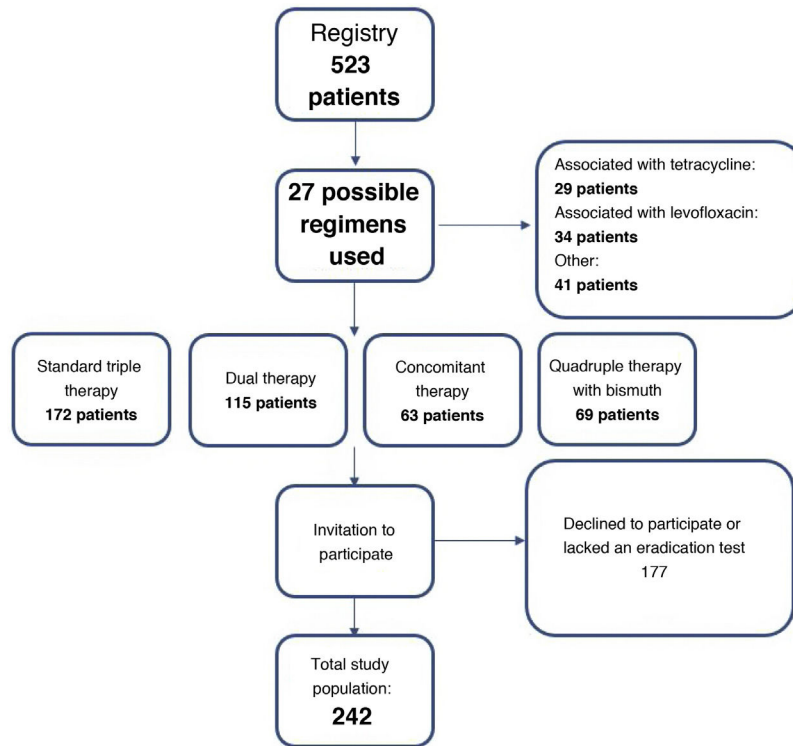 Registry
523
patients
27 possible
regimens
used
Associated with tetracycline:
29 patients
Associated with levofloxacin:
34 patients
Other:
41 patients
Standard triple
therapy
172 patients
Dual therapy
115 patients
Concomitant
therapy
63 patients
Quadruple therapy
with bismuth
69 patients
Invitation to
participate
Declined to participate or
lacked an eradication test
177
Total study
population:
242